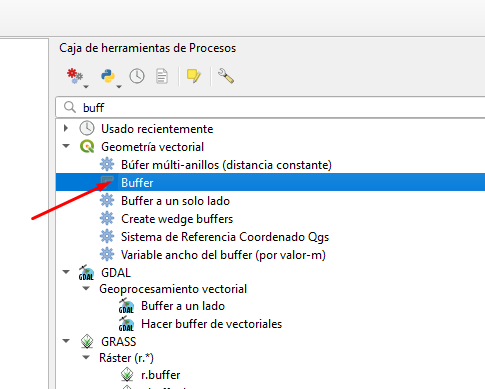 Caja de herramientas de Procesos
buff
Usado recientemente
Geometría vectorial
Búfer múlti-anillos (distancia constante)
Buffer
Buffer a un solo lado
Create wedge buffers
Sistema de Referencia Coordenado Qgs
Variable ancho del buffer (por valor-m)
GDAL
Geoprocesamiento vectorial
Buffer a un lado
Hacer buffer de vectoriales
GRASS
Ráster (r.*)
r.buffer